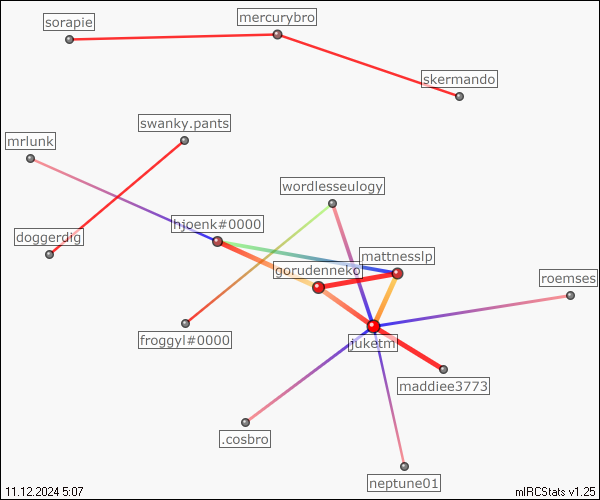 mercurybro
sorapie
skermando
swanky.pants
mrlunk
wordlesseulogy
hjoenk#0000
doggerdig
mattnesslp
gorudenneko
roemses
froggyl#0000
juketm
maddiee3773
.cosbro
neptune01
11.12.2024 5:07
mIRCStats v1.25